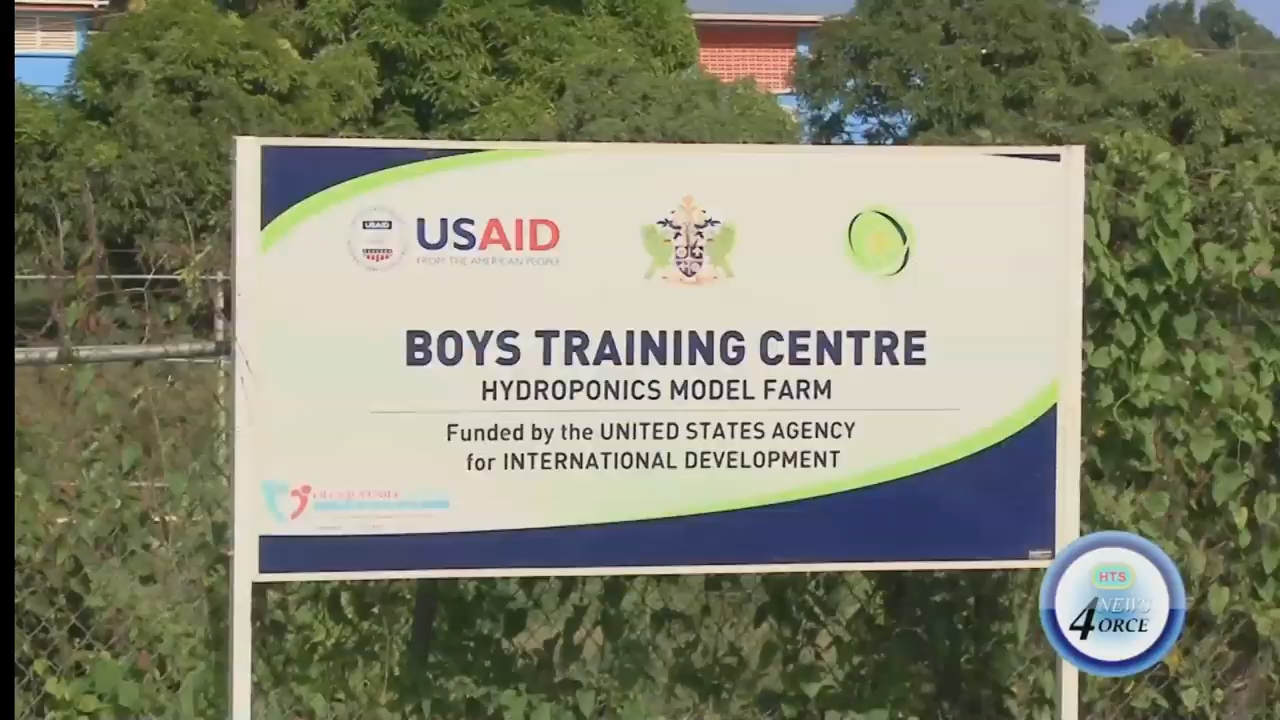 USAID
USAID
FROM THE AMERICAN PEOPLE
BOYS TRAINING CENTRE
HYDROPONICS MODEL FARM
Funded by the UNITED STATES AGENCY
for INTERNATIONAL DEVELOPMENT
HTS
NEWS
4ORCE